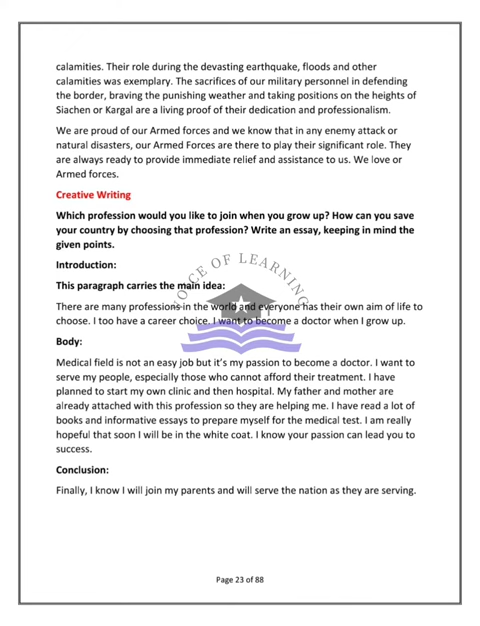 calamities. Their role during the devasting earthquake, floods and other
calamities was exemplary. The sacrifices of our military personnel in defending
the border, braving the punishing weather and taking positions on the heights of
Siachen or Kargal are a living proof of their dedication and professionalism.
We are proud of our Armed forces and we know that in any enemy attack or
natural disasters, our Armed Forces are there to play their significant role. They
are always ready to provide immediate relief and assistance to us. We love or
Armed forces.
Creative Writing
Which profession would you like to join when you grow up? How can you save
your country by choosing that profession? Write an essay, keeping in mind the
given points.
Introduction:
OICE OF LEARNING
This paragraph carries the main idea:
There are many professions in the world and everyone has their own aim of life to
choose. I too have a career choice. I want to become a doctor when I grow up.
Body:
Medical field is not an easy job but it's my passion to become a doctor. I want to
serve my people, especially those who cannot afford their treatment. I have
planned to start my own clinic and then hospital. My father and mother are
already attached with this profession so they are helping me. I have read a lot of
books and informative essays to prepare myself for the medical test. I am really
hopeful that soon I will be in the white coat. I know your passion can lead you to
success.
Conclusion:
Finally, I know I will join my parents and will serve the nation as they are serving.
Page 23 of 88